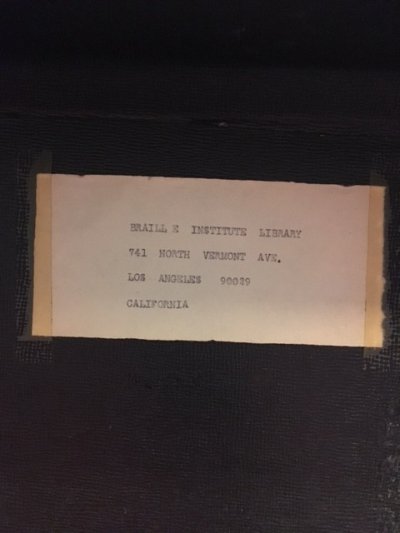 BRAILL E INSTITUTE LIBRARY
741 NORTH VERMONT AVE.
LOS ANGELES 90029
CALIFORNIA